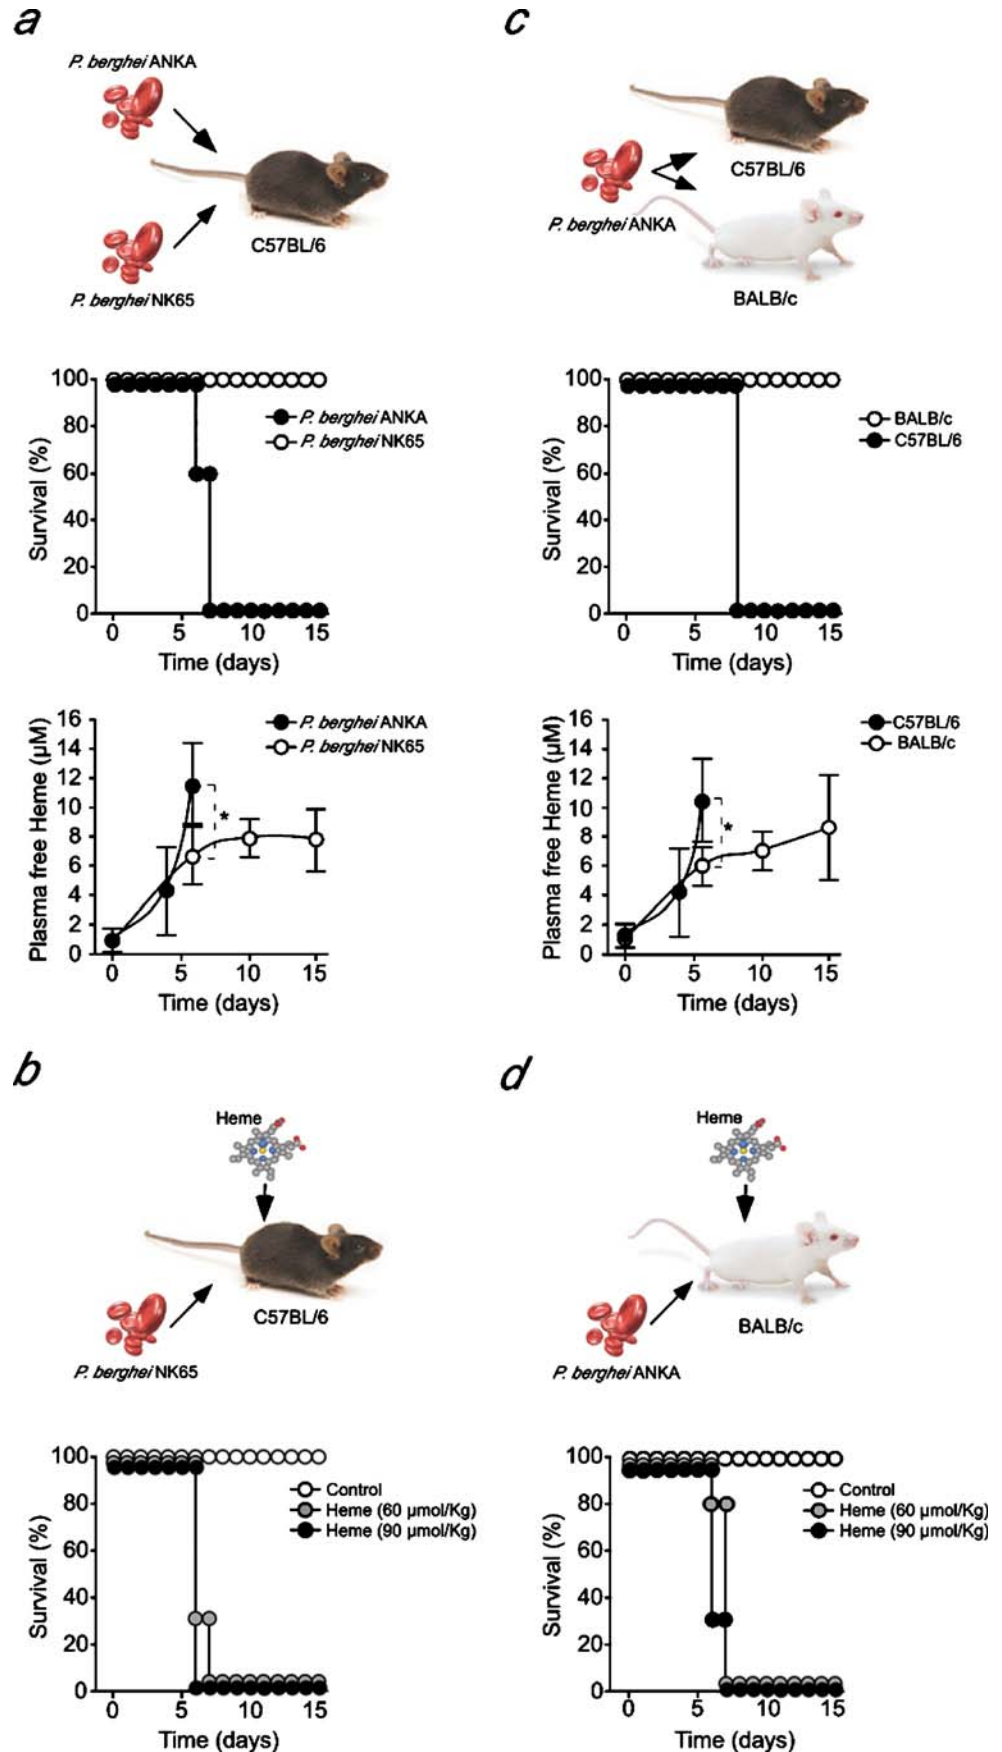 a
P. berghei ANKA
C57BL/6
P. berghei NK65
100
80
60
40
20
0
Survival (%)
P. berghei ANKA
P. berghei NK65
0 5 10 15
Time (days)
16
14
12
10
8
6
4
2
0
Plasma free Heme (µM)
P. berghei ANKA
P. berghei NK65
*
0 5 10 15
Time (days)
c
C57BL/6
P. berghei ANKA
BALB/c
100
80
60
40
20
0
Survival (%)
BALB/c
C57BL/6
0 5 10 15
Time (days)
16
14
12
10
8
6
4
2
0
Plasma free Heme (µM)
C57BL/6
BALB/c
*
0 5 10 15
Time (days)
b
Heme
C57BL/6
P. berghei NK65
100
80
60
40
20
0
Survival (%)
Control
Heme (60 µmol/Kg)
Heme (90 µmol/Kg)
0 5 10 15
Time (days)
d
Heme
BALB/c
P. berghei ANKA
100
80
60
40
20
0
Survival (%)
Control
Heme (60 µmol/Kg)
Heme (90 µmol/Kg)
0 5 10 15
Time (days)